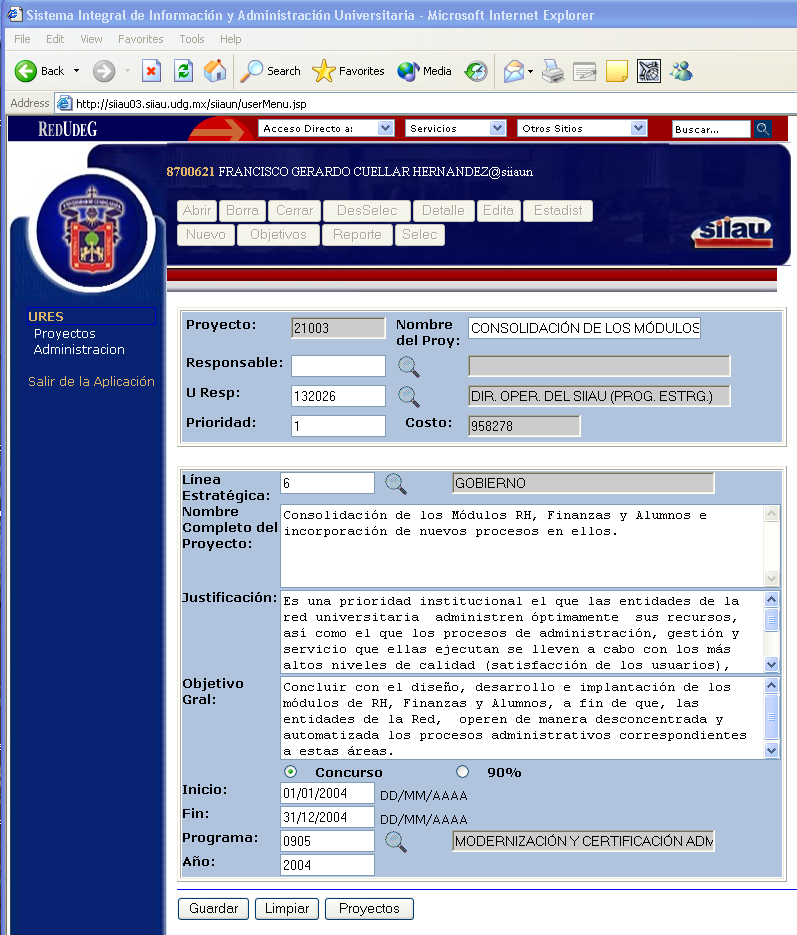 Sistema Integral de Información y Administración Universitaria - Microsoft Internet Explorer
File Edit View Favorites Tools Help
Back Search Favorites Media
Address http://siiau03.siiau.udg.mx/siiaun/userMenu.jsp
REDUDEG Acceso Directo a: Servicios Otros Sitios Buscar...
8700621 FRANCISCO GERARDO CUELLAR HERNANDEZ@siiaun
Abrir Borra Cerrar DesSelec Detalle Edita Estadist
Nuevo Objetivos Reporte Selec
siiau
URES
Proyectos
Administracion
Salir de la Aplicación
Proyecto: 21003 Nombre del Proy: CONSOLIDACIÓN DE LOS MÓDULOS
Responsable:
U Resp: 132026 DIR. OPER. DEL SIIAU (PROG. ESTRG.)
Prioridad: 1 Costo: 958278
Línea Estratégica: 6 GOBIERNO
Nombre Completo del Proyecto:
Consolidación de los Módulos RH, Finanzas y Alumnos e
incorporación de nuevos procesos en ellos.
Justificación:
Es una prioridad institucional el que las entidades de la
red universitaria administren óptimamente sus recursos,
así como el que los procesos de administración, gestión y
servicio que ellas ejecutan se lleven a cabo con los más
altos niveles de calidad (satisfacción de los usuarios),
Objetivo Gral:
Concluir con el diseño, desarrollo e implantación de los
módulos de RH, Finanzas y Alumnos, a fin de que, las
entidades de la Red, operen de manera desconcentrada y
automatizada los procesos administrativos correspondientes
a estas áreas.
Concurso 90%
Inicio: 01/01/2004 DD/MM/AAAA
Fin: 31/12/2004 DD/MM/AAAA
Programa: 0905 MODERNIZACIÓN Y CERTIFICACIÓN ADM
Año: 2004
Guardar Limpiar Proyectos